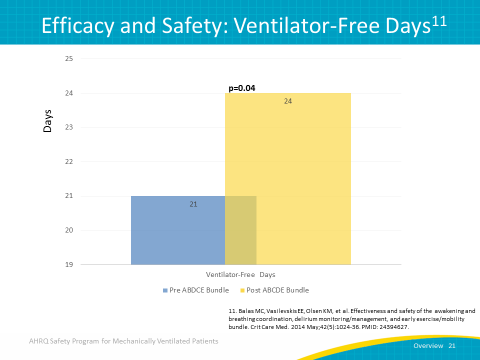 Efficacy and Safety: Ventilator-Free Days11
25
24
23
22
21
20
19
Days
p=0.04
24
21
Ventilator-Free Days
Pre ABDCE Bundle Post ABCDE Bundle
11. Balas MC, Vasilevskis EE, Olsen KM, et al. Effectiveness and safety of the awakening and
breathing coordination, delirium monitoring/management, and early exercise/mobility
bundle. Crit Care Med. 2014 May;42(5):1024-36. PMID: 24394627.
AHRQ Safety Program for Mechanically Ventilated Patients
Overview 21